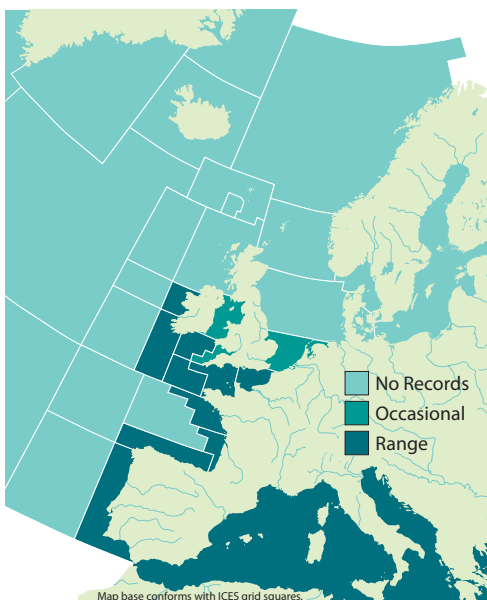 No Records
Occasional
Range
Map base conforms with ICES grid squares.